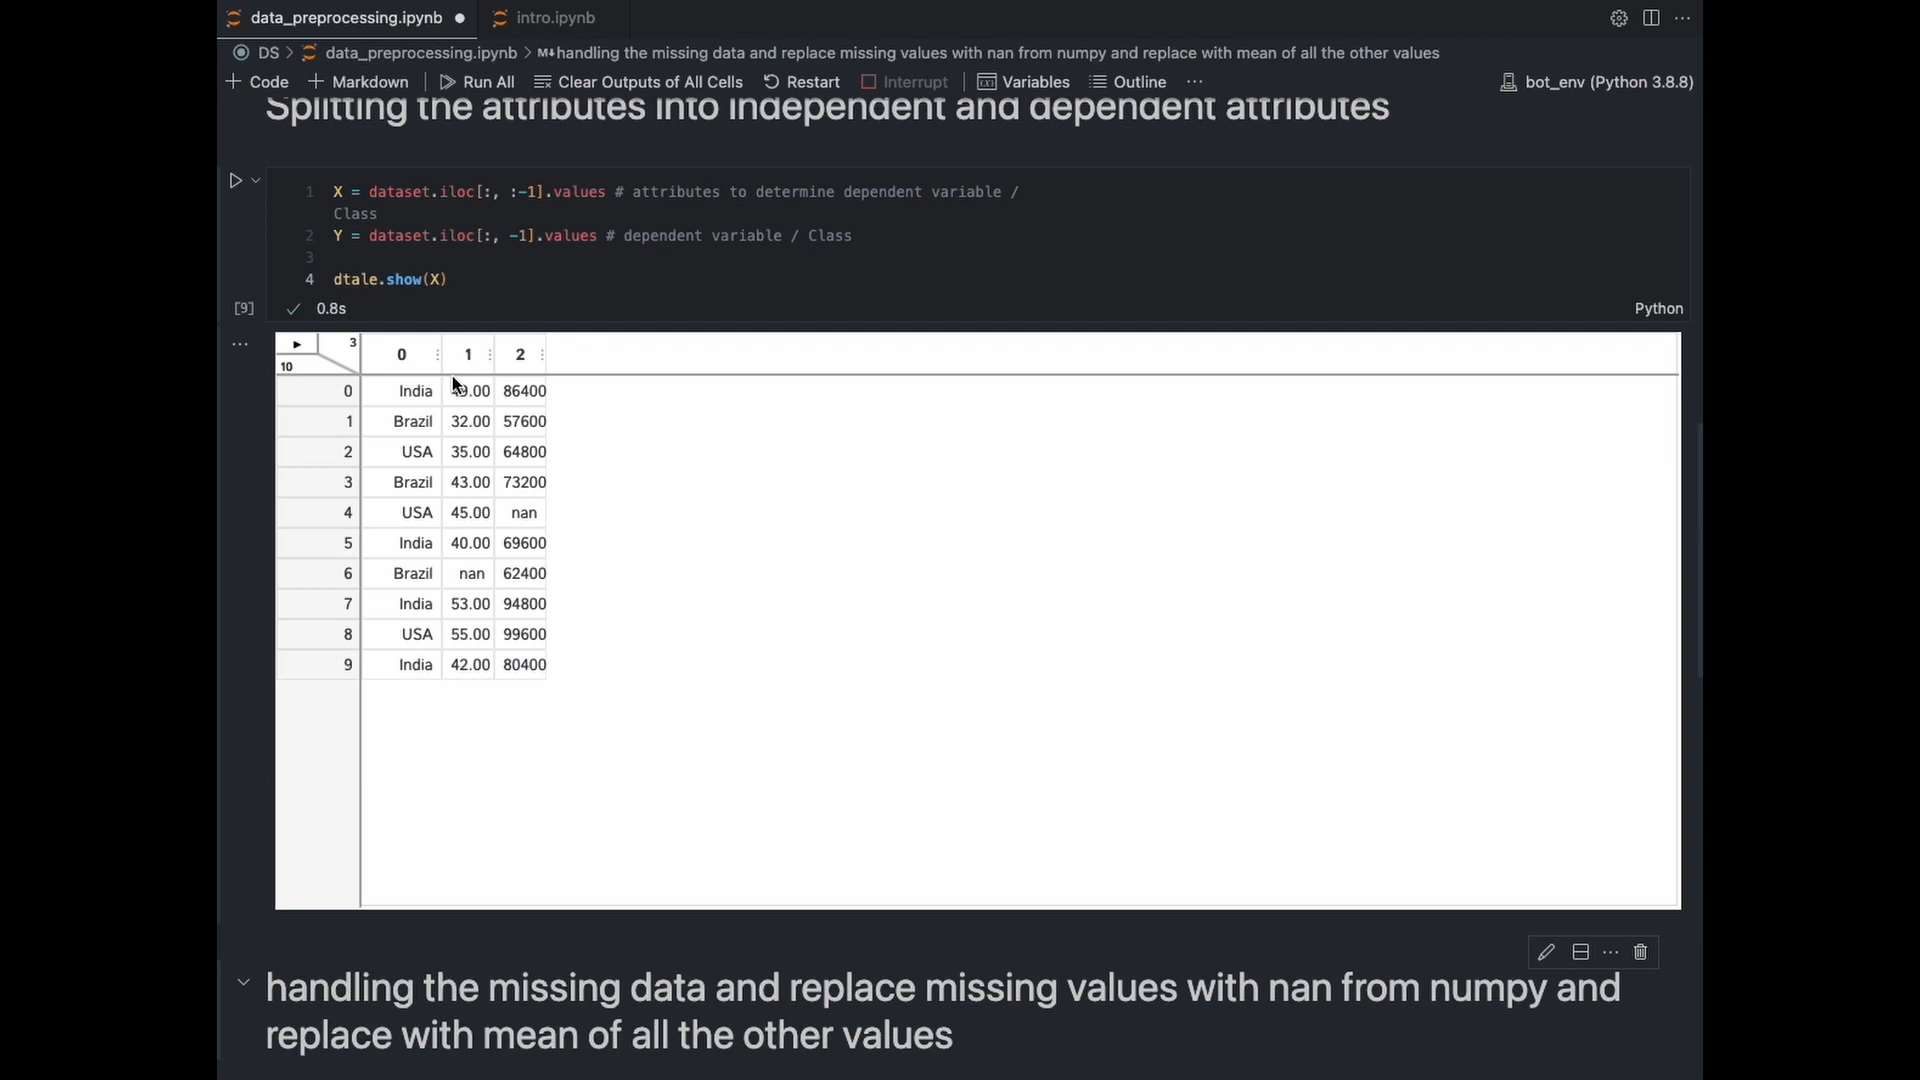 data_preprocessing.ipynb intro.ipynb
DS > data_preprocessing.ipynb > M↓handling the missing data and replace missing values with nan from numpy and replace with mean of all the other values
+ Code + Markdown Run All Clear Outputs of All Cells Restart Interrupt Variables Outline ... bot_env (Python 3.8.8)
Splitting the attributes into independent and dependent attributes
1 X = dataset.iloc[:, :-1].values # attributes to determine dependent variable /
Class
2 Y = dataset.iloc[:, -1].values # dependent variable / Class
3
4 dtale.show(X)
[9] ✓ 0.8s Python
3
10
0 1 2
0 India .00 86400
1 Brazil 32.00 57600
2 USA 35.00 64800
3 Brazil 43.00 73200
4 USA 45.00 nan
5 India 40.00 69600
6 Brazil nan 62400
7 India 53.00 94800
8 USA 55.00 99600
9 India 42.00 80400
handling the missing data and replace missing values with nan from numpy and
replace with mean of all the other values